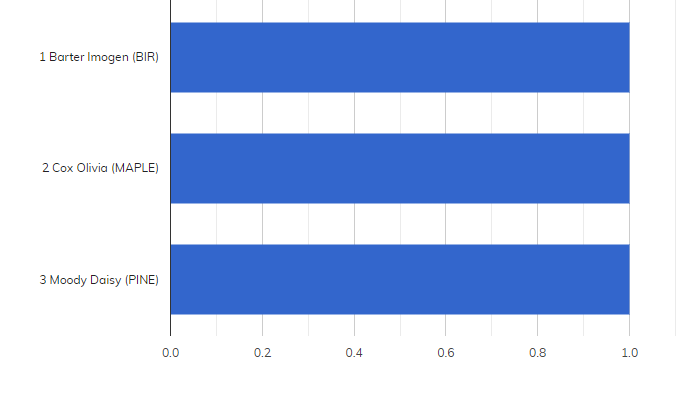 1 Barter Imogen (BIR)
2 Cox Olivia (MAPLE)
3 Moody Daisy (PINE)
0.0 0.2 0.4 0.6 0.8 1.0